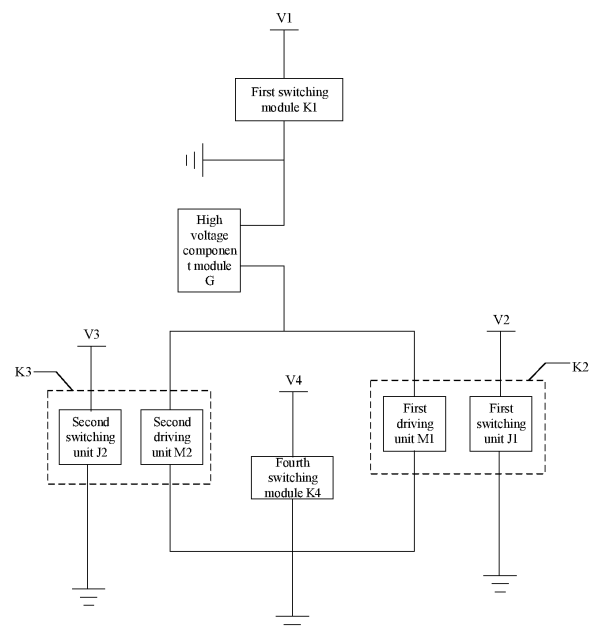 V1
First switching
module K1
High
voltage
componen
t module
G
V3
V2
K3
V4
K2
Second
switching
unit J2
Second
driving
unit M2
Fourth
switching
module K4
First
driving
unit M1
First
switching
unit J1